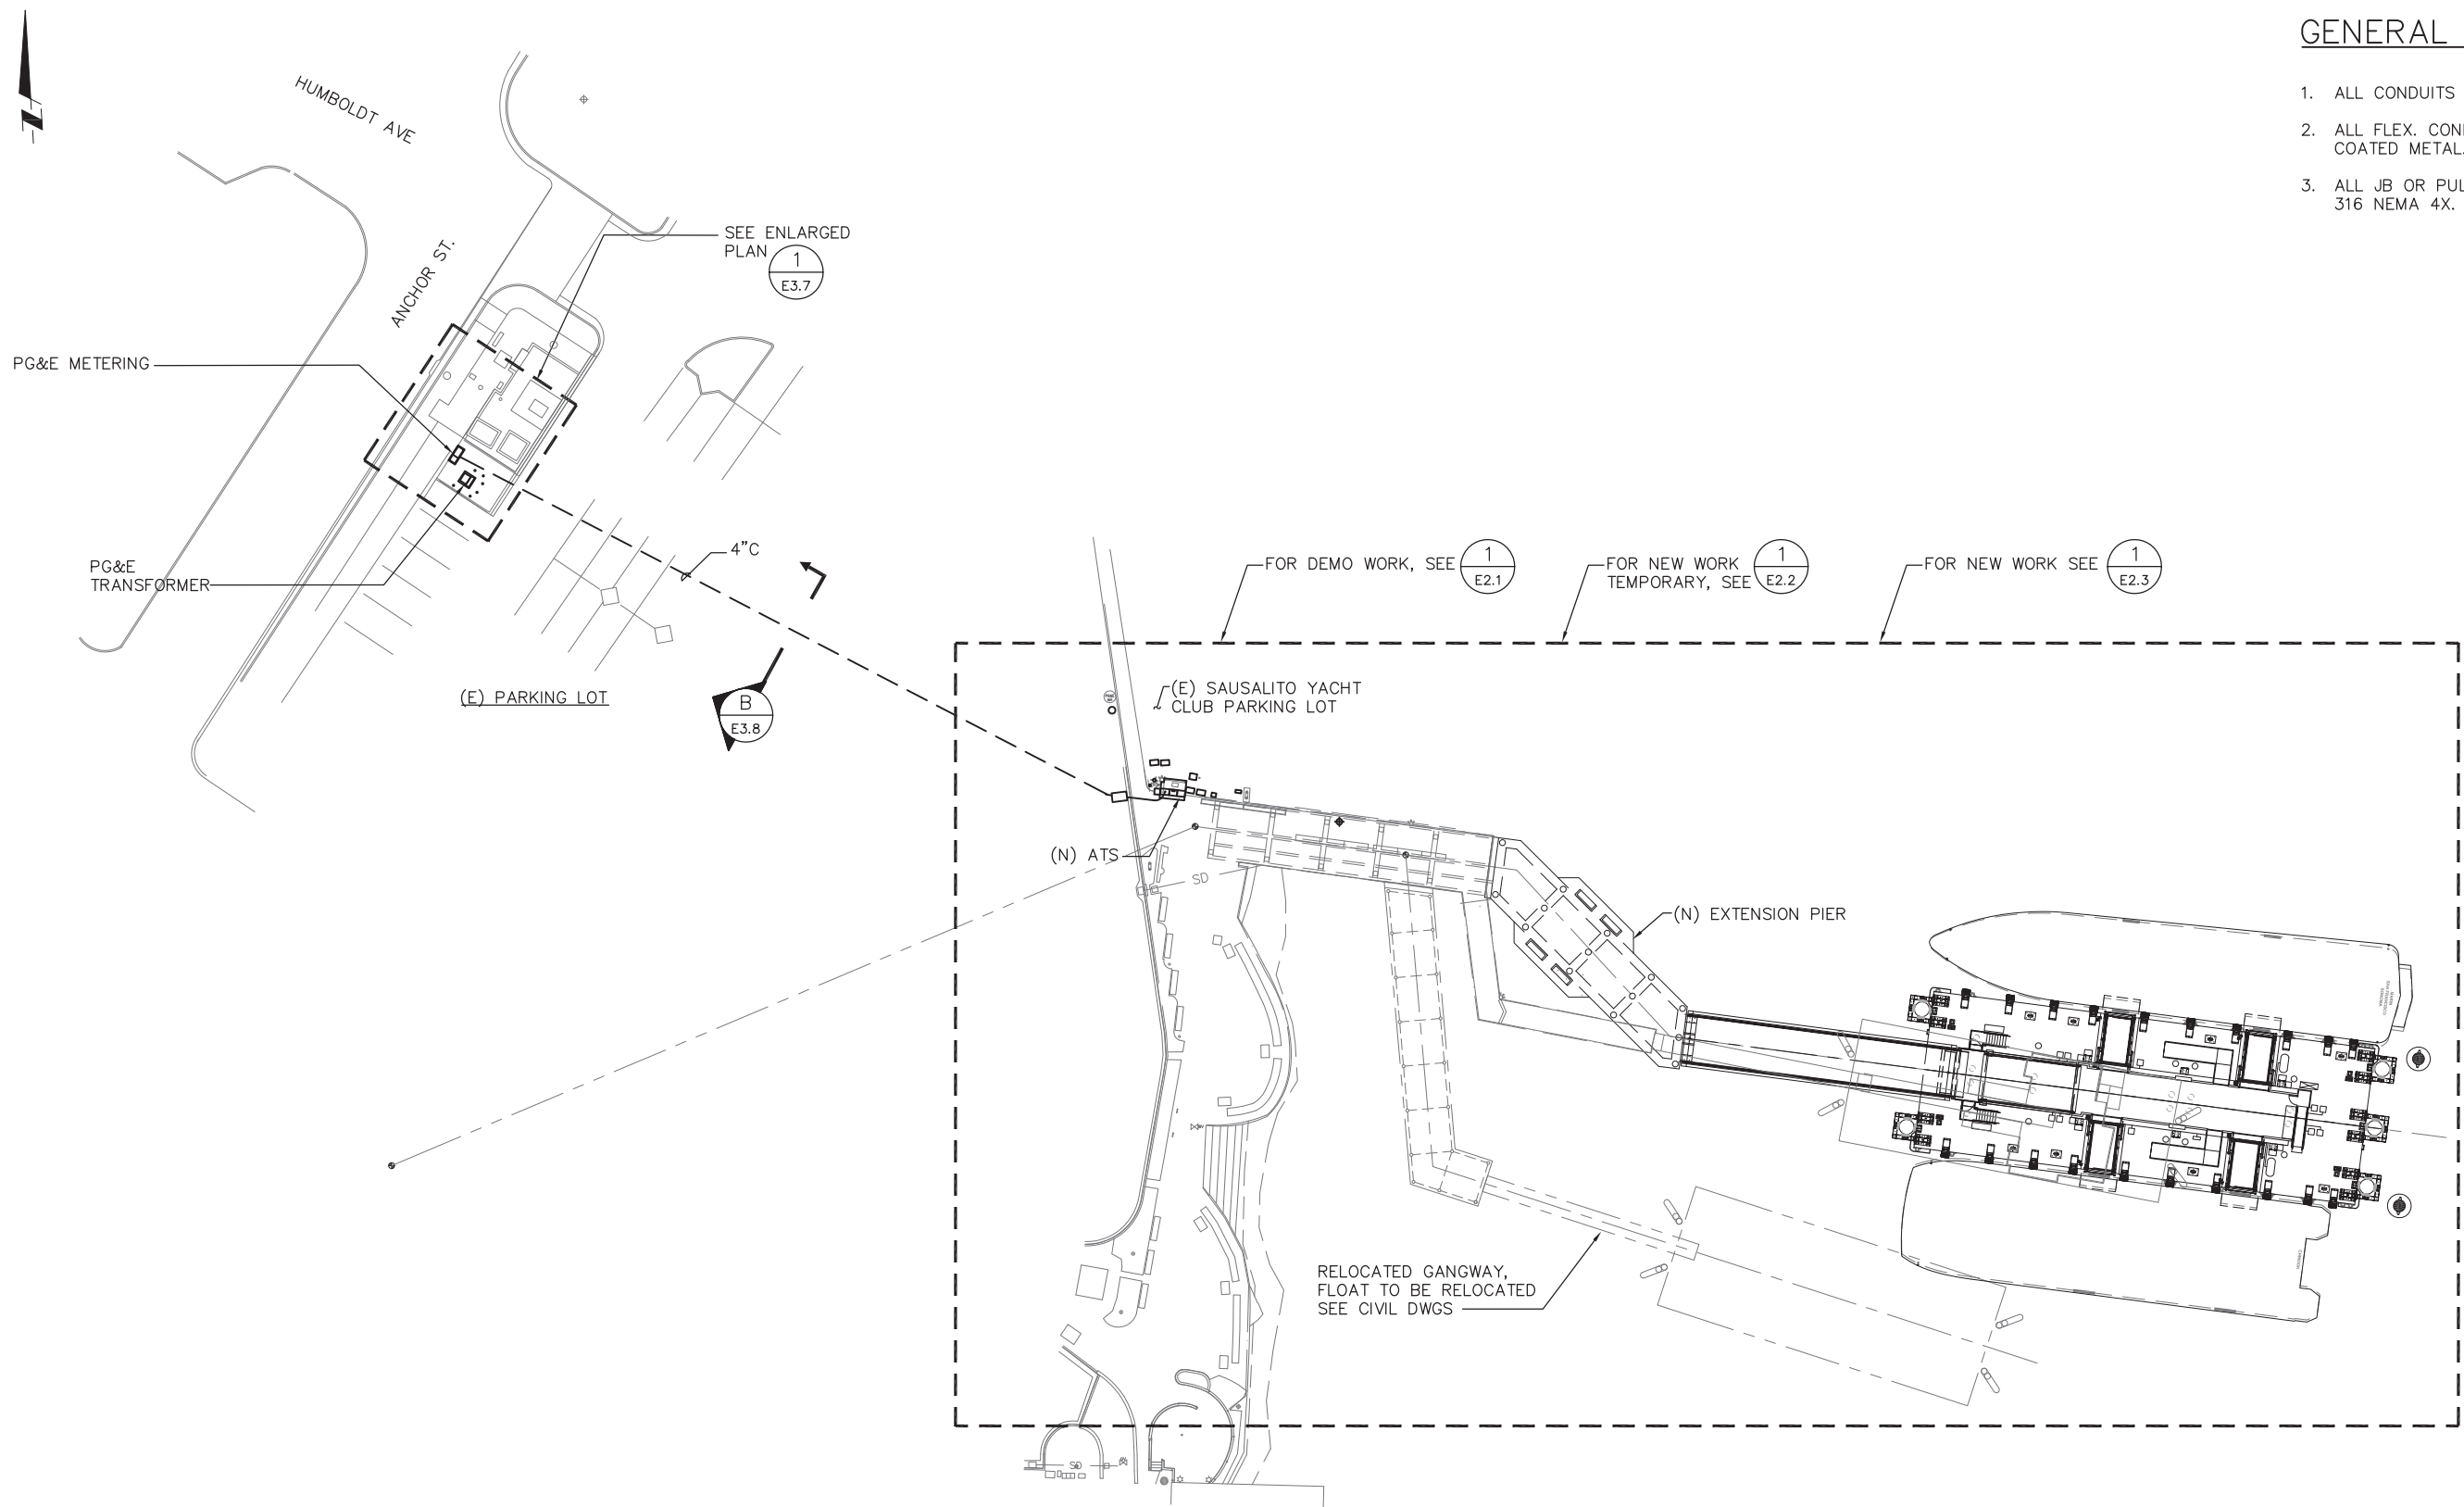 GENERAL
1. ALL CONDUITS
2. ALL FLEX. CON
COATED METAL.
3. ALL JB OR PUL
316 NEMA 4X.
N
HUMBOLDT AVE
ANCHOR ST.
SEE ENLARGED
PLAN
1
E3.7
PG&E METERING
PG&E
TRANSFORMER
4"C
(E) PARKING LOT
B
E3.8
FOR DEMO WORK, SEE
1
E2.1
FOR NEW WORK
TEMPORARY, SEE
1
E2.2
FOR NEW WORK SEE
1
E2.3
(E) SAUSALITO YACHT
CLUB PARKING LOT
(N) ATS
SD
(N) EXTENSION PIER
RELOCATED GANGWAY,
FLOAT TO BE RELOCATED
SEE CIVIL DWGS
SD